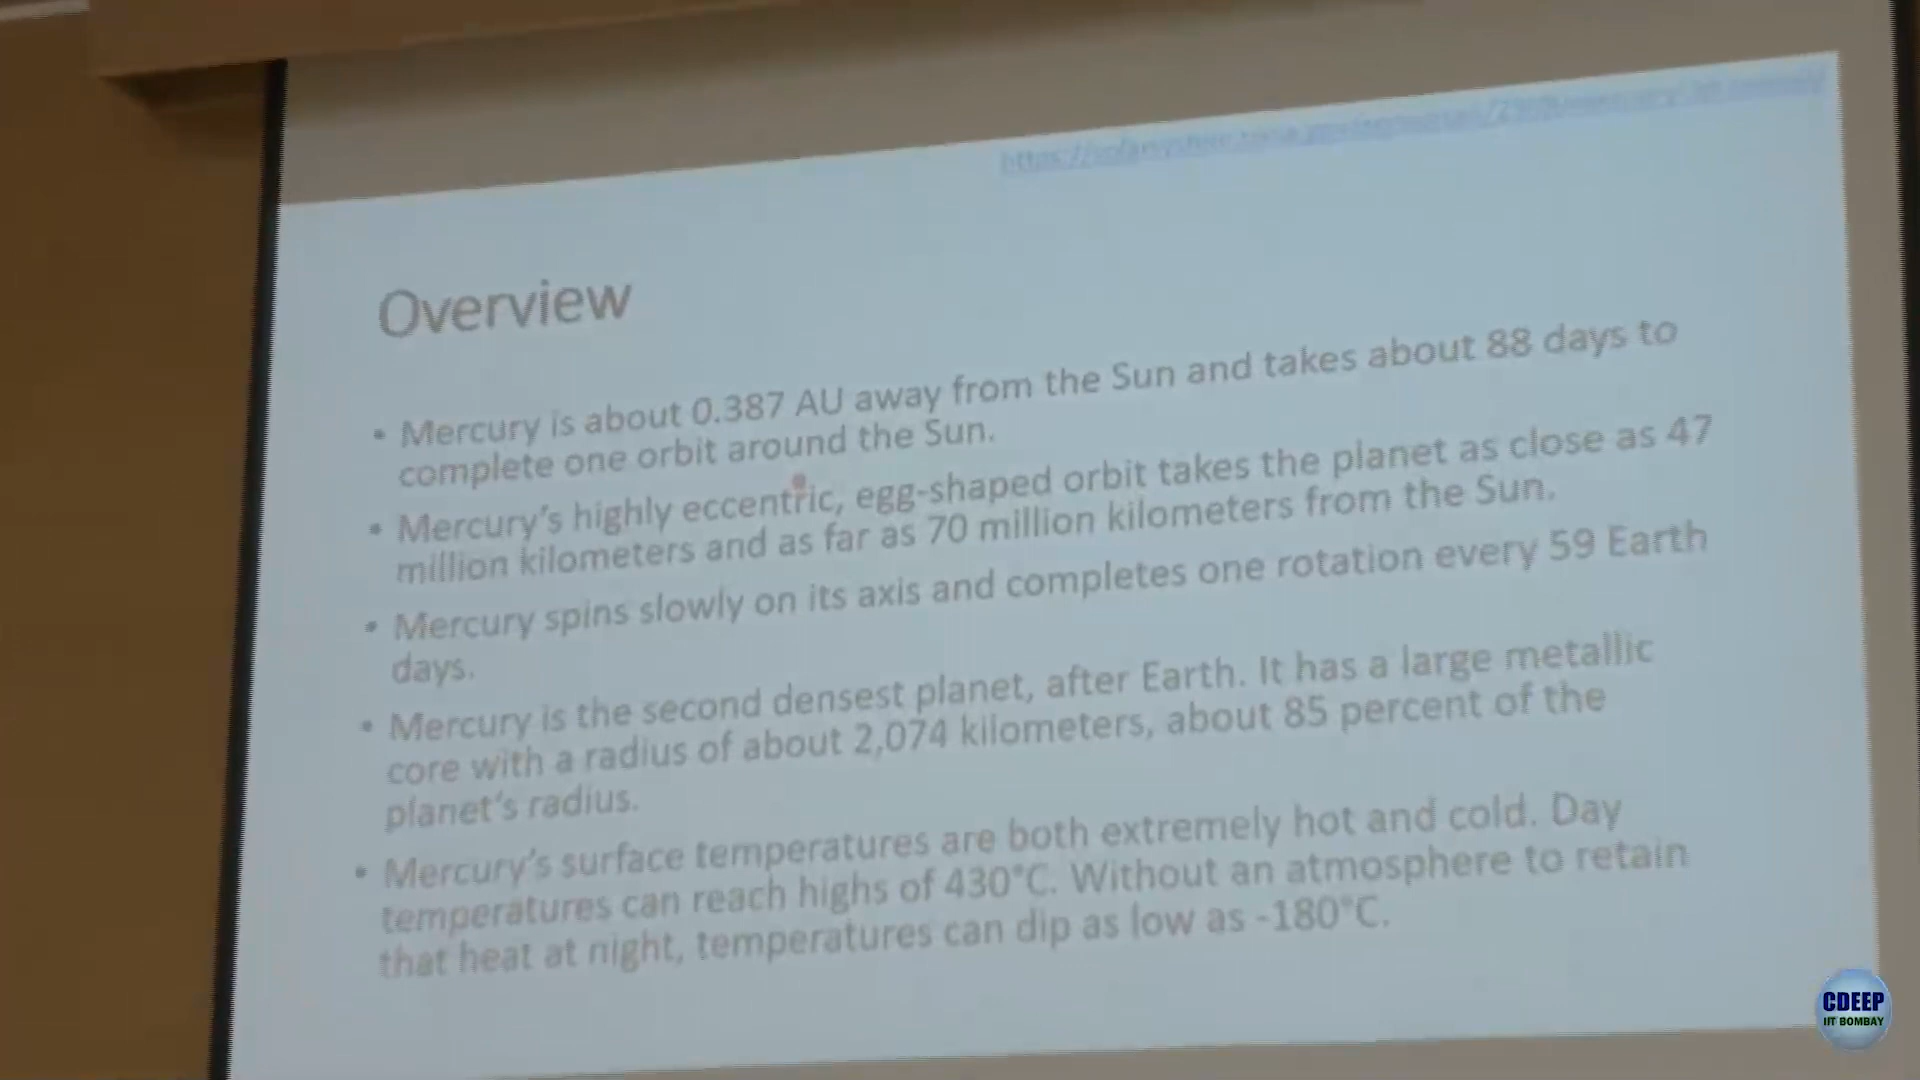 https://
Overview
• Mercury is about 0.387 AU away from the Sun and takes about 88 days to
complete one orbit around the Sun.
• Mercury's highly eccentric, egg-shaped orbit takes the planet as close as 47
million kilometers and as far as 70 million kilometers from the Sun.
• Mercury spins slowly on its axis and completes one rotation every 59 Earth
days.
• Mercury is the second densest planet, after Earth. It has a large metallic
core with a radius of about 2,074 kilometers, about 85 percent of the
planet's radius.
• Mercury's surface temperatures are both extremely hot and cold. Day
temperatures can reach highs of 430°C. Without an atmosphere to retain
that heat at night, temperatures can dip as low as -180°C.
CDEEP
IIT BOMBAY